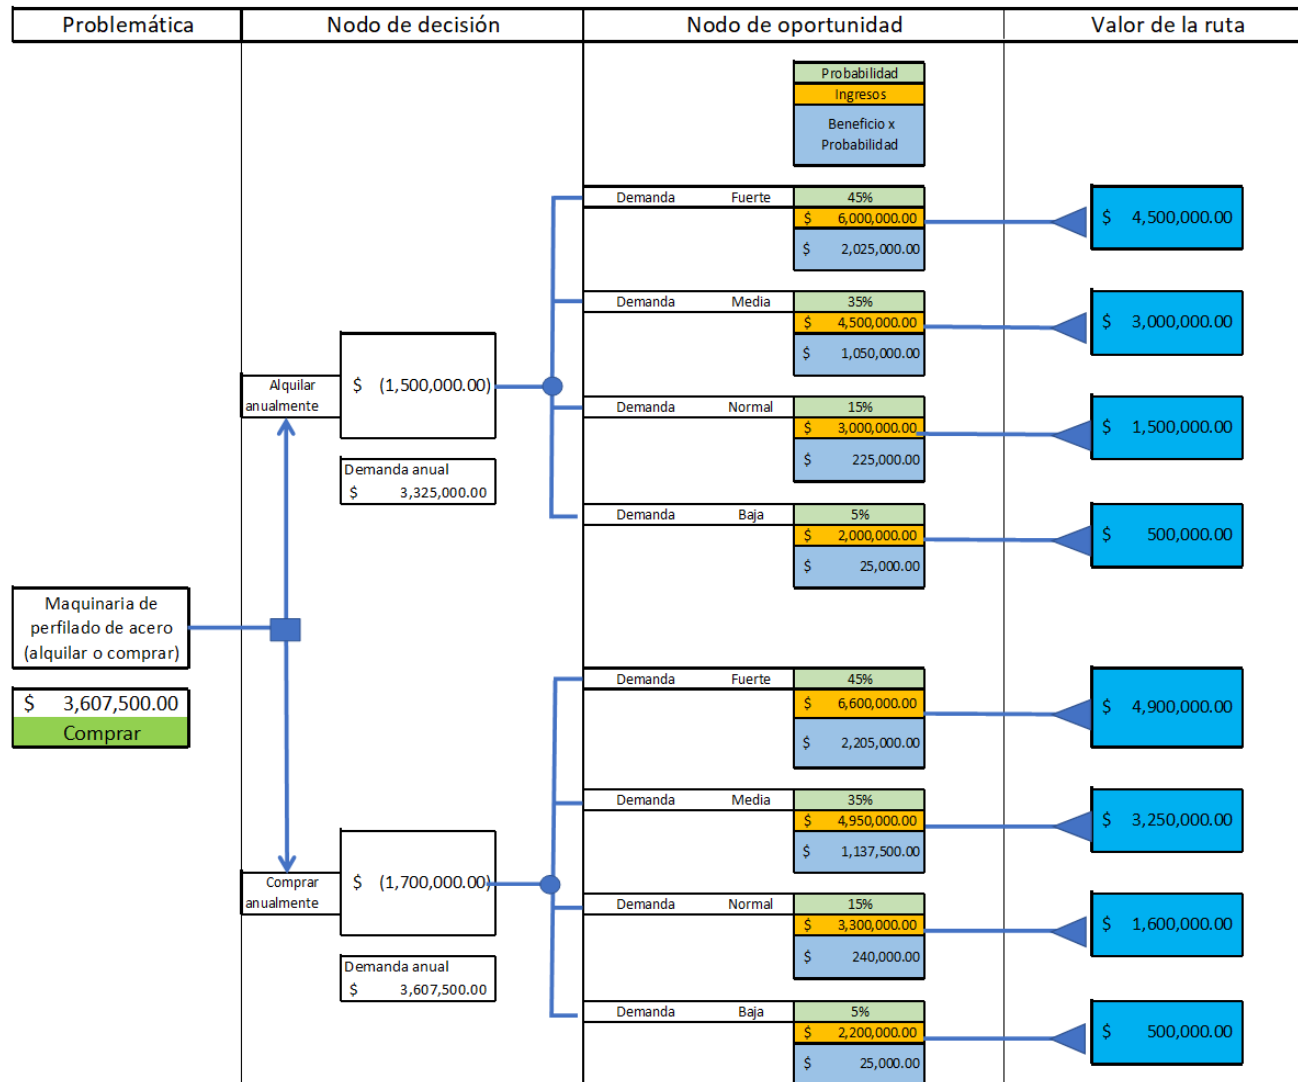 Problemática Nodo de decisión Nodo de oportunidad Valor de la ruta
Probabilidad
Ingresos
Beneficio x
Probabilidad
Demanda Fuerte 45%
$ 6,000,000.00
$ 2,025,000.00
$ 4,500,000.00
Demanda Media 35%
$ 4,500,000.00
$ 1,050,000.00
$ 3,000,000.00
Alquilar
anualmente
$ (1,500,000.00)
Demanda Normal 15%
$ 3,000,000.00
$ 225,000.00
$ 1,500,000.00
Demanda anual
$ 3,325,000.00
Demanda Baja 5%
$ 2,000,000.00
$ 25,000.00
$ 500,000.00
Maquinaria de
perfilado de acero
(alquilar o comprar)
$ 3,607,500.00
Comprar
Demanda Fuerte 45%
$ 6,600,000.00
$ 2,205,000.00
$ 4,900,000.00
Demanda Media 35%
$ 4,950,000.00
$ 1,137,500.00
$ 3,250,000.00
Comprar
anualmente
$ (1,700,000.00)
Demanda Normal 15%
$ 3,300,000.00
$ 240,000.00
$ 1,600,000.00
Demanda anual
$ 3,607,500.00
Demanda Baja 5%
$ 2,200,000.00
$ 25,000.00
$ 500,000.00